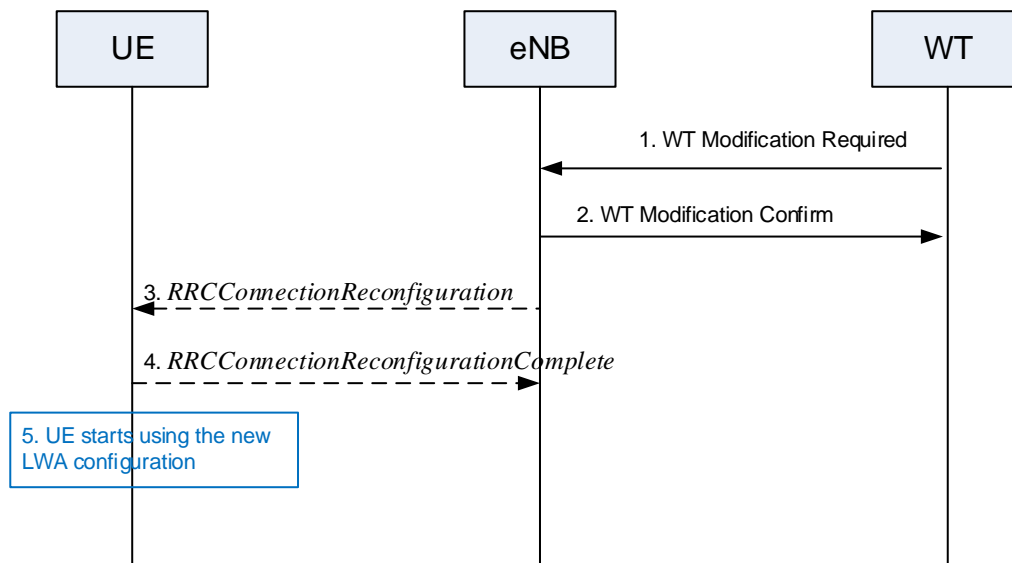 UE
eNB
WT
1. WT Modification Required
2. WT Modification Confirm
3. RRCConnectionReconfiguration
4. RRCConnectionReconfigurationComplete
5. UE starts using the new
LWA configuration